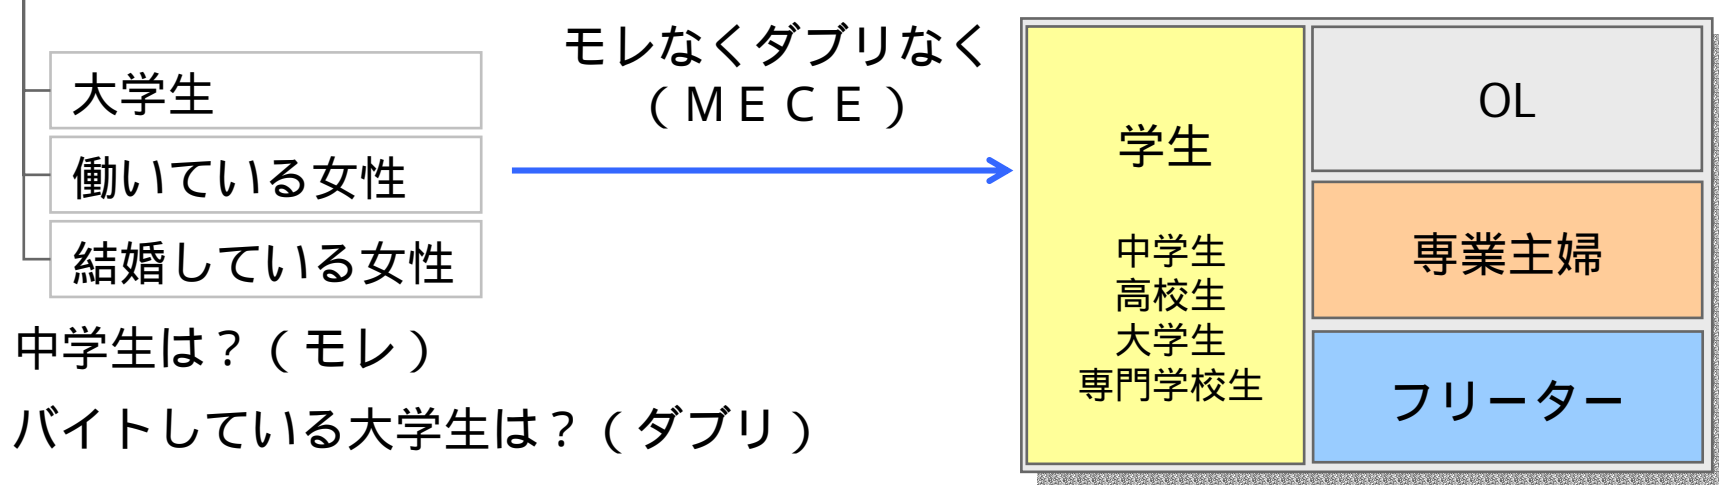 大学生
働いている女性
結婚している女性
中学生は？（モレ）
バイトしている大学生は？（ダブリ）
モレなくダブリなく
（ＭＥＣＥ）
学生
中学生
高校生
大学生
専門学校生
OL
専業主婦
フリーター